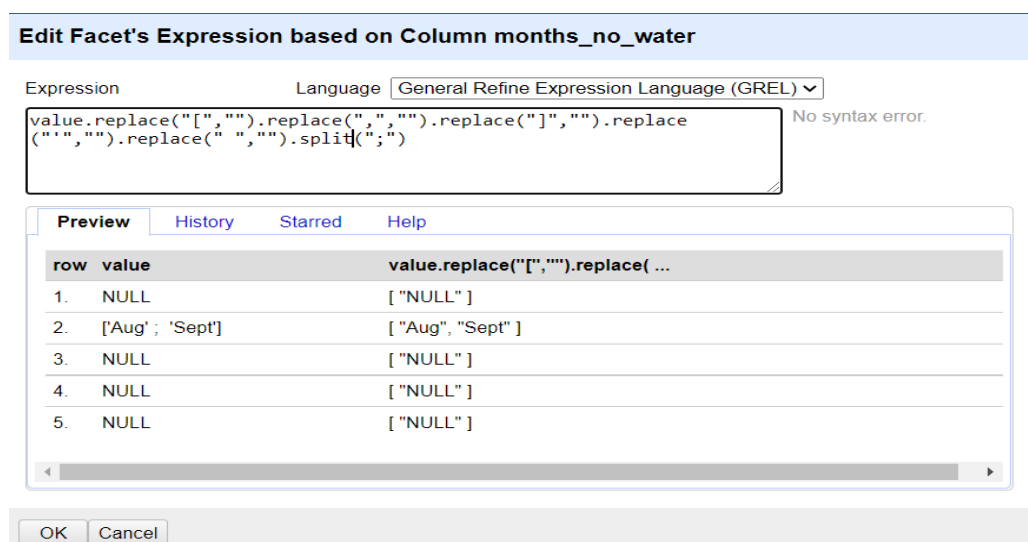 Edit Facet's Expression based on Column months_no_water
Expression Language General Refine Expression Language (GREL)
value.replace("[","").replace(",","").replace("]","").replace
("'","").replace(" ","").split(";")
No syntax error.
Preview History Starred Help
row value value.replace("[","").replace( ...
1. NULL [ "NULL" ]
2. ['Aug' ; 'Sept'] [ "Aug", "Sept" ]
3. NULL [ "NULL" ]
4. NULL [ "NULL" ]
5. NULL [ "NULL" ]
OK Cancel